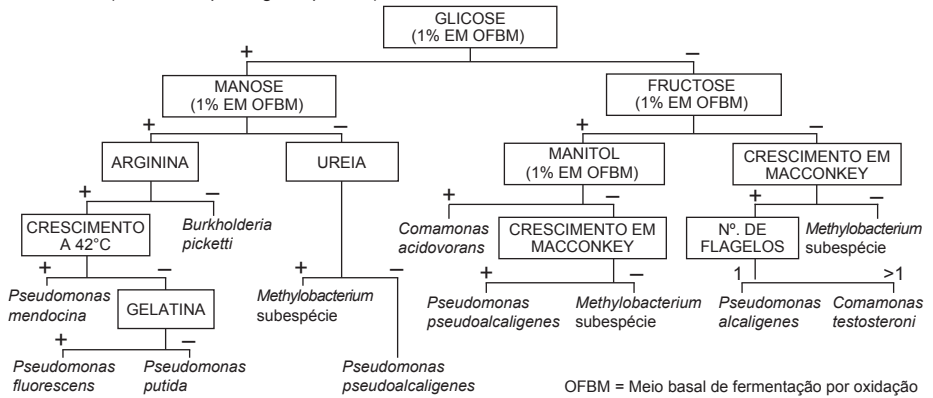 GLICOSE
(1% EM OFBM)
+
–
MANOSE
(1% EM OFBM)
FRUCTOSE
(1% EM OFBM)
+
–
+
–
ARGININA
UREIA
MANITOL
(1% EM OFBM)
CRESCIMENTO EM
MACCONKEY
+
–
+
–
+
–
CRESCIMENTO
A 42°C
Burkholderia
picketti
Comamonas
acidovorans
CRESCIMENTO EM
MACCONKEY
Nº. DE
FLAGELOS
Methylobacterium
subespécie
+
–
+
–
+
–
1
>1
Pseudomonas
mendocina
GELATINA
Methylobacterium
subespécie
Pseudomonas
pseudoalcaligenes
Methylobacterium
subespécie
Pseudomonas
alcaligenes
Comamonas
testosteroni
+
–
Pseudomonas
fluorescens
Pseudomonas
putida
Pseudomonas
pseudoalcaligenes
OFBM = Meio basal de fermentação por oxidação